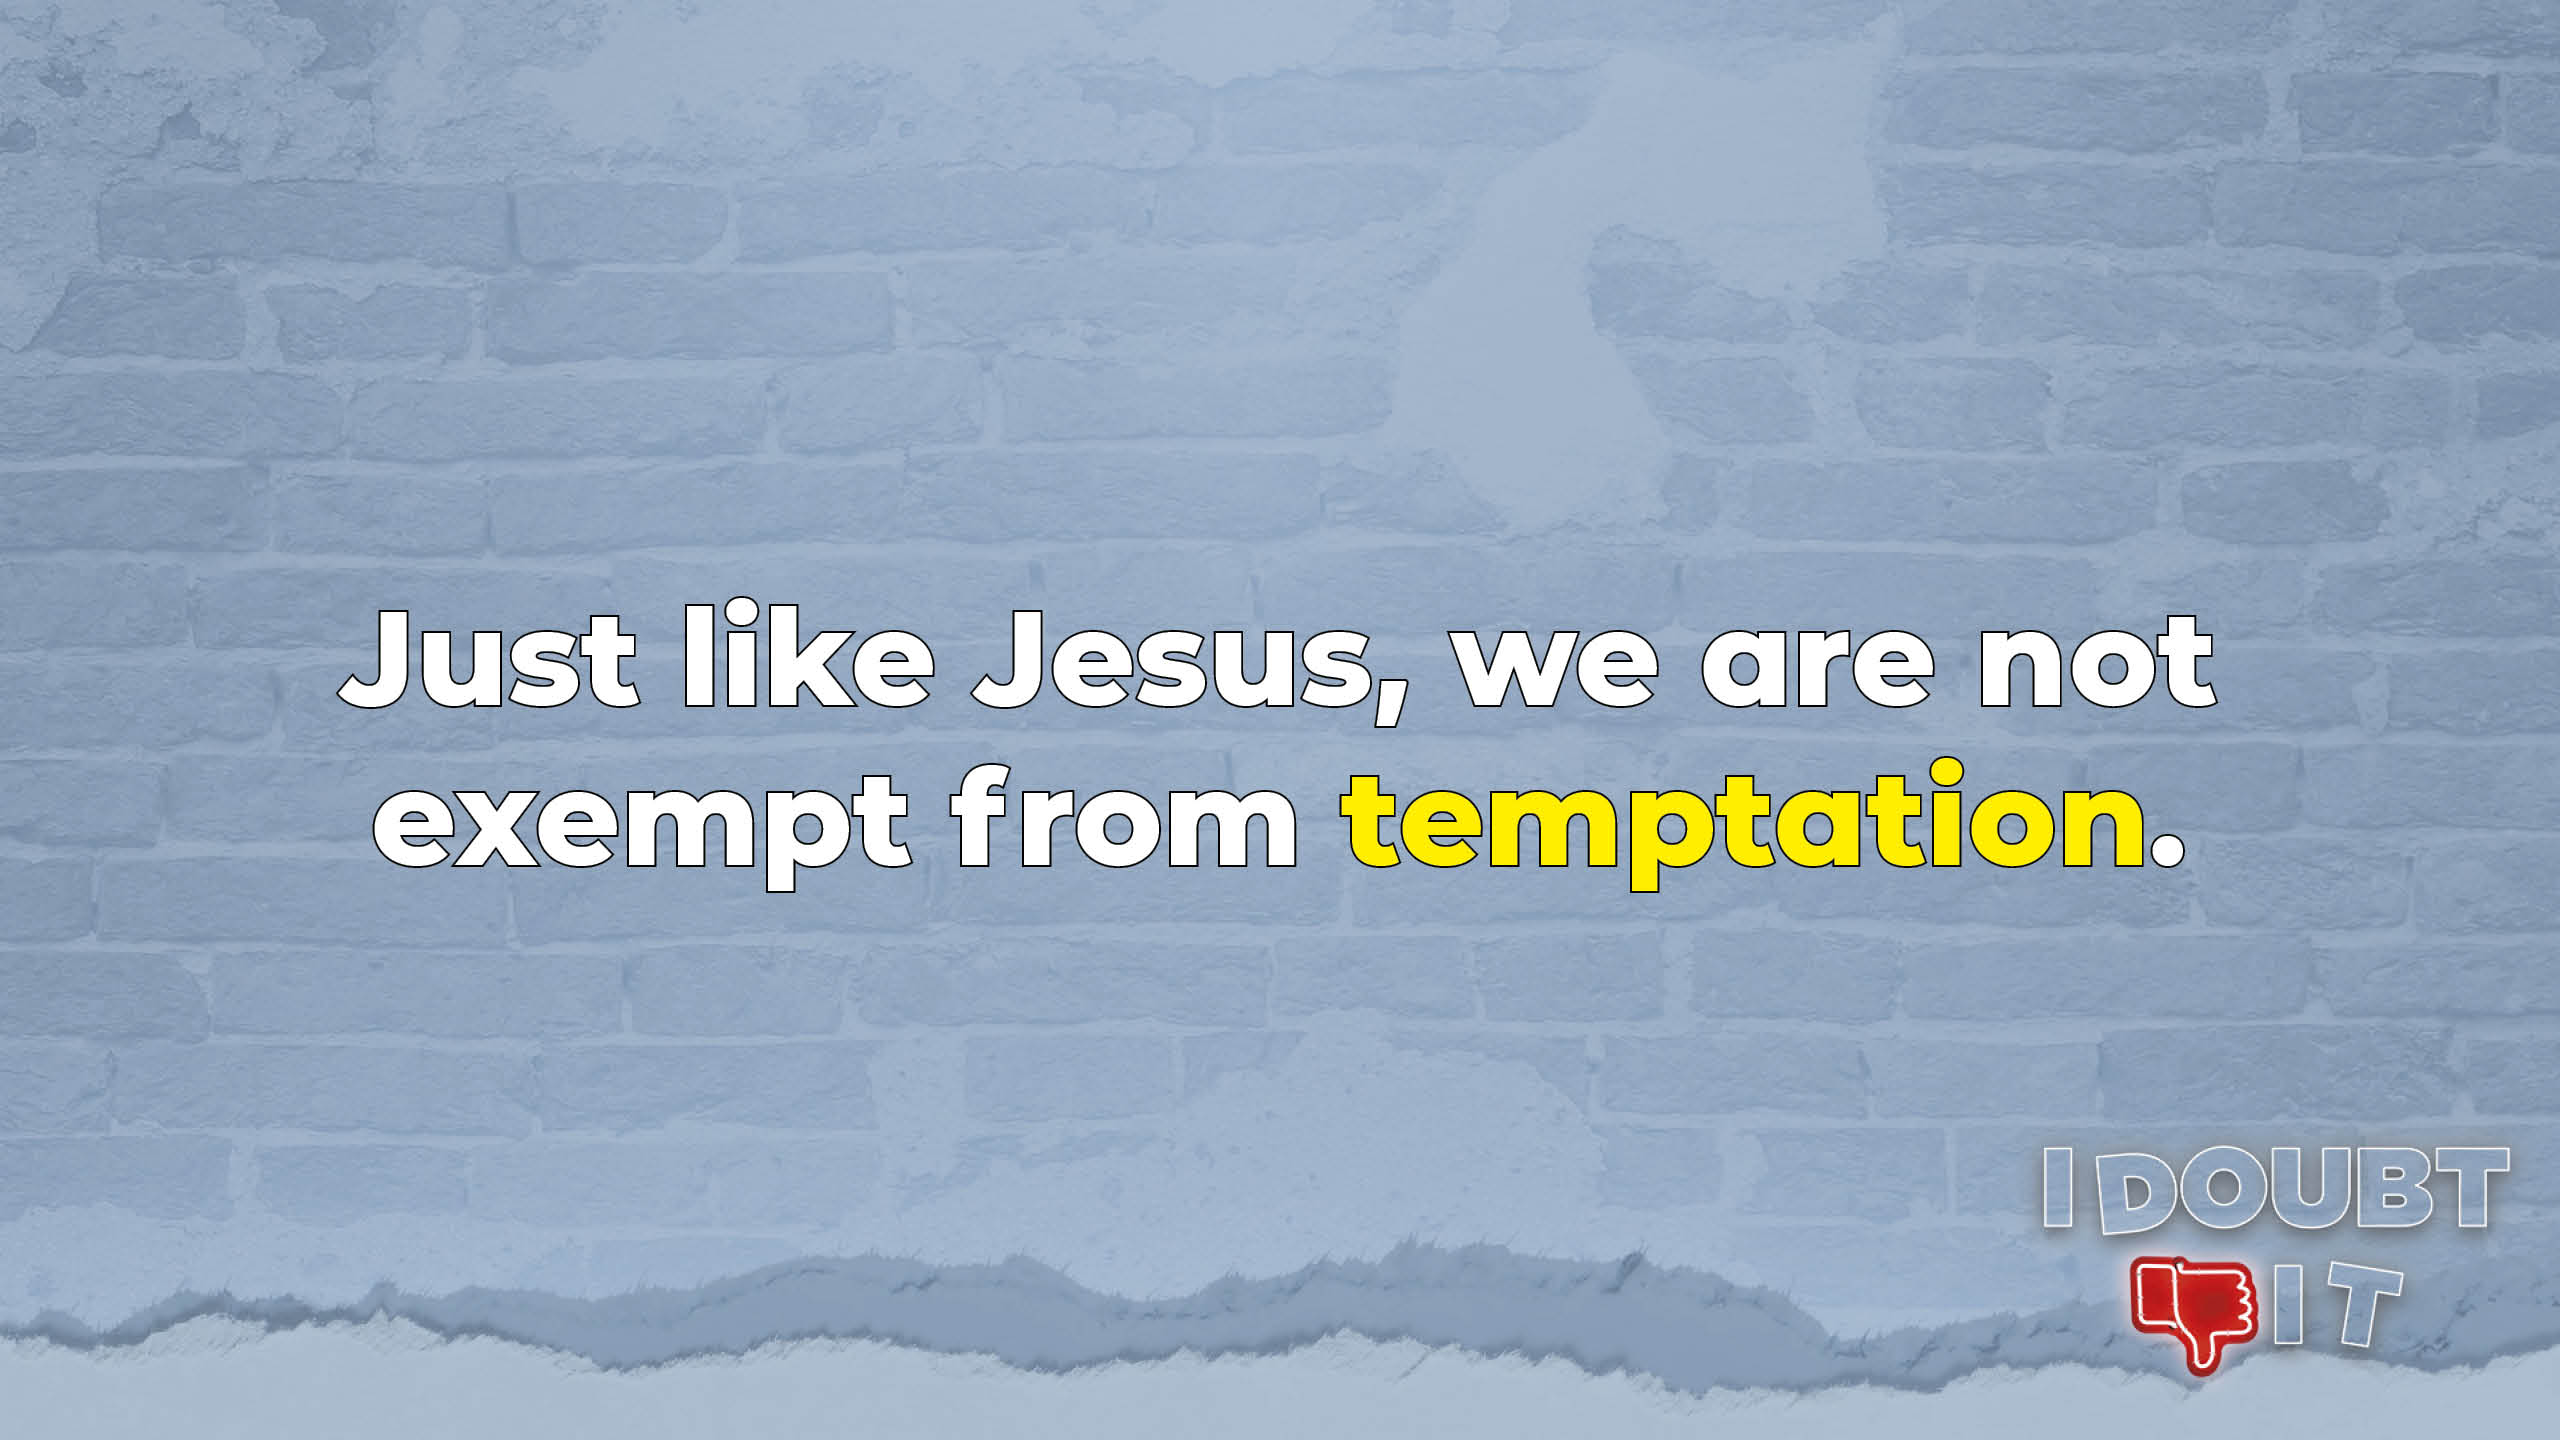 Just like Jesus, we are not
exempt from temptation.
I DOUBT
IT